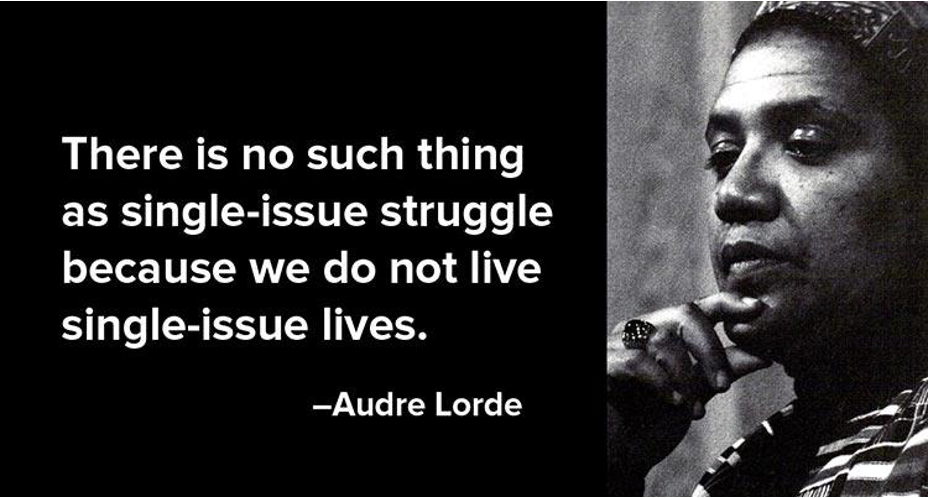 There is no such thing
as single-issue struggle
because we do not live
single-issue lives.
–Audre Lorde